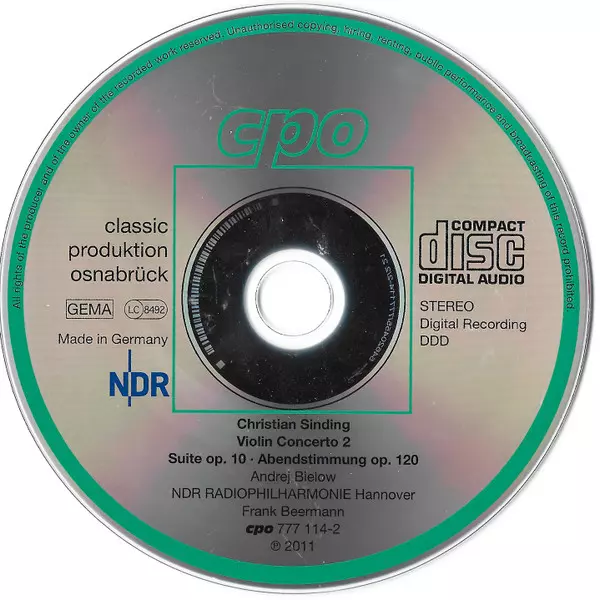 All rights of the producer and of the owner of the recorded work reserved. Unauthorised copying, hiring, renting, public performance and broadcasting of this record prohibited
cpo
classic
produktion
osnabrück
COMPACT
disc
DIGITAL AUDIO
GEMA
LC 8492
STEREO
Digital Recording
DDD
Made in Germany
NDR
Christian Sinding
Violin Concerto 2
Suite op. 10 · Abendstimmung op. 120
Andrej Bielow
NDR RADIOPHILHARMONIE Hannover
Frank Beermann
cpo 777 114-2
℗ 2011